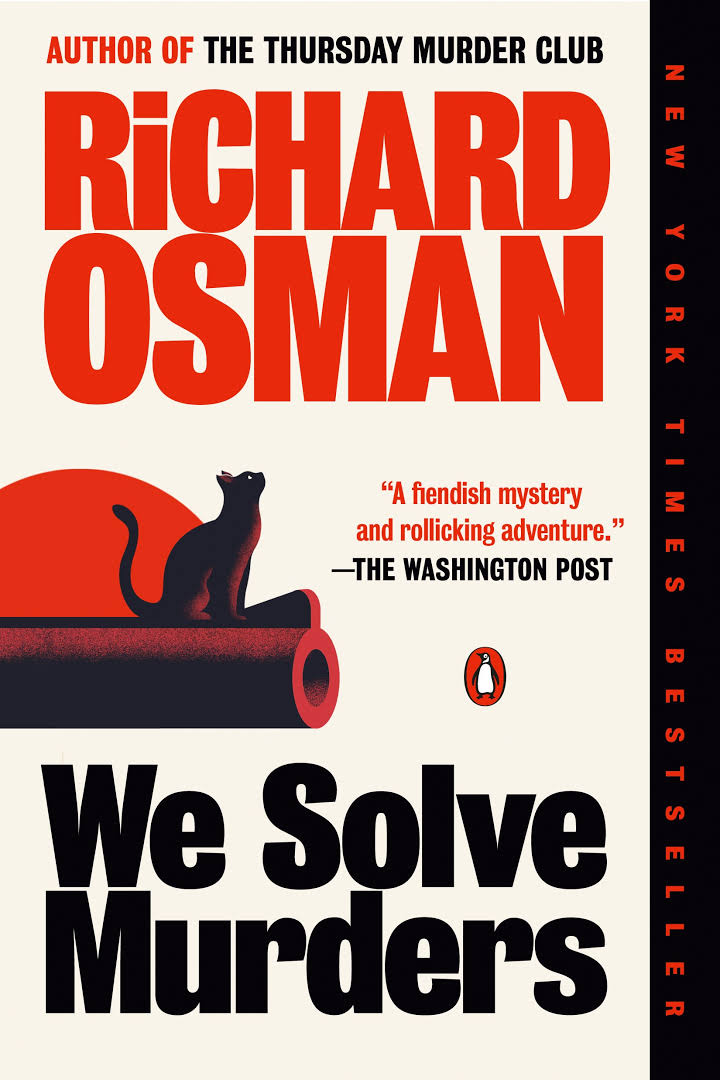 AUTHOR OF THE THURSDAY MURDER CLUB
RiCHARD
OSMAN
“A fiendish mystery
and rollicking adventure.”
—THE WASHINGTON POST
We Solve
Murders
NEW YORK TIMES BESTSELLER